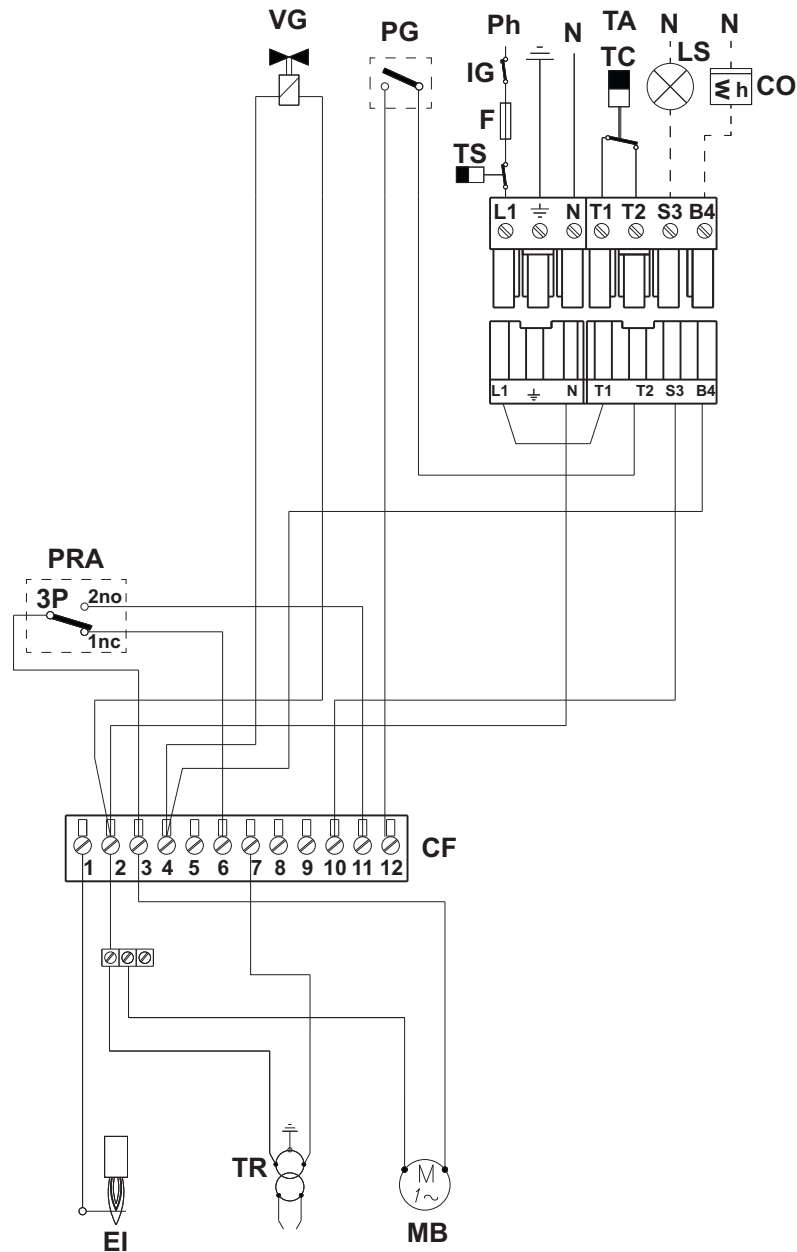 VG
PG
Ph
N
TA
N
N
IG
TC
LS
W h
CO
F
TS
L1 N T1 T2 S3 B4
L1 N T1 T2 S3 B4
PRA
3P
2no
1nc
CF
1 2 3 4 5 6 7 8 9 10 11 12
TR
M
1~
EI
MB